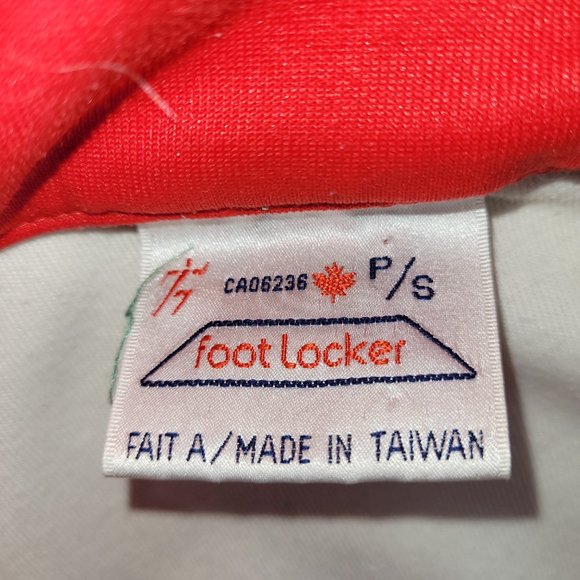 CA06236 P/S
foot Locker
FAIT A/MADE IN TAIWAN